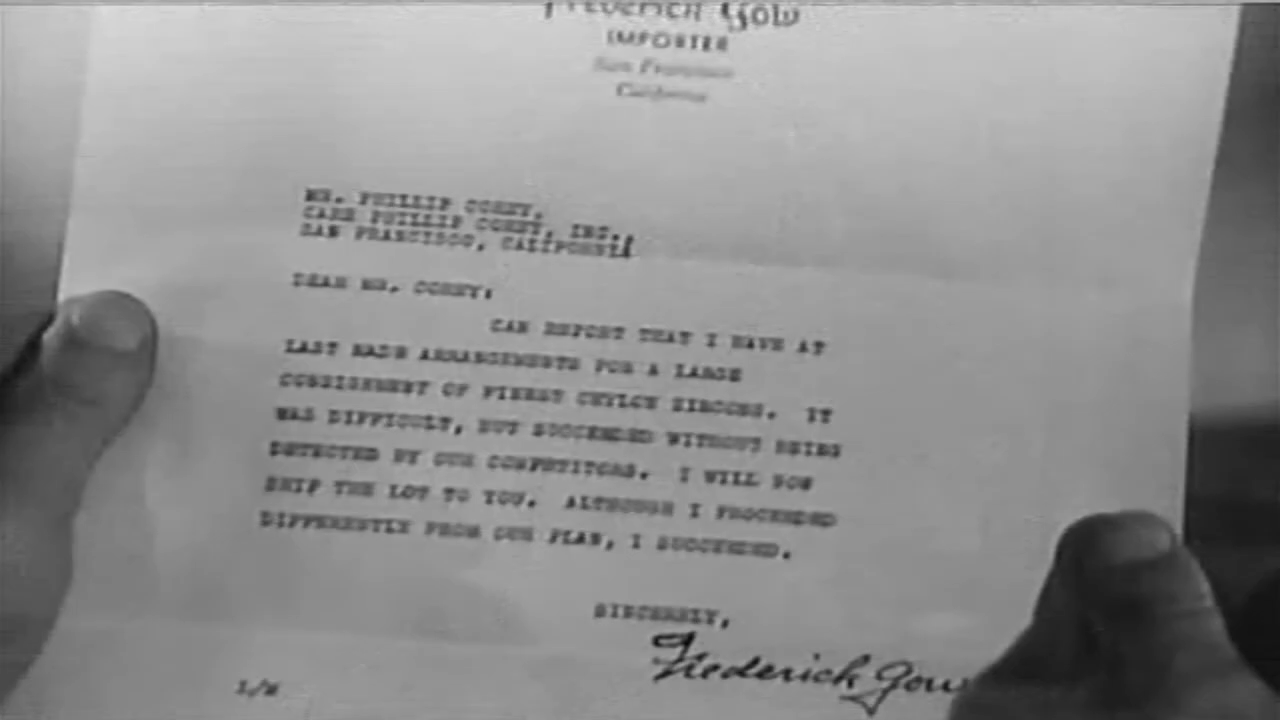 Frederick Gow
IMPORTER
San Francisco
California
MR. PHILLIP COREY,
CARE PHILLIP COREY, INC.,
SAN FRANCISCO, CALIFORNIA
DEAR MR. COREY:
CAN REPORT THAT I HAVE AT
LAST MADE ARRANGEMENTS FOR A LARGE
CONSIGNMENT OF FINEST CEYLON ZIRCONS. IT
WAS DIFFICULT, BUT SUCCEEDED WITHOUT BEING
DETECTED BY OUR COMPETITORS. I WILL NOW
SHIP THE LOT TO YOU. ALTHOUGH I PROCEEDED
DIFFERENTLY FROM OUR PLAN, I SUCCEEDED.
SINCERELY,
Frederick Gow